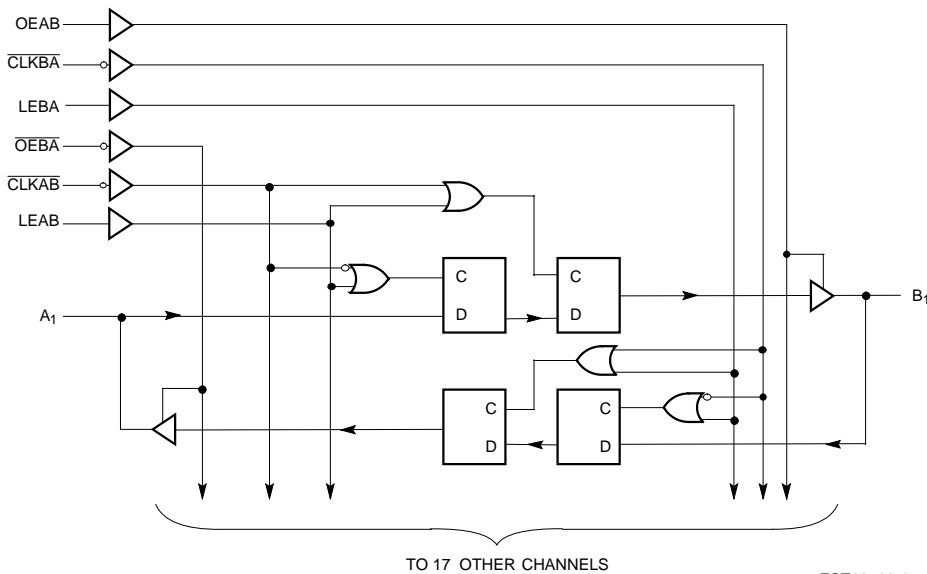 OEAB
CLKBA
LEBA
OEBA
CLKAB
LEAB
C
C
D
D
A1
B1
C
C
D
D
TO 17 OTHER CHANNELS